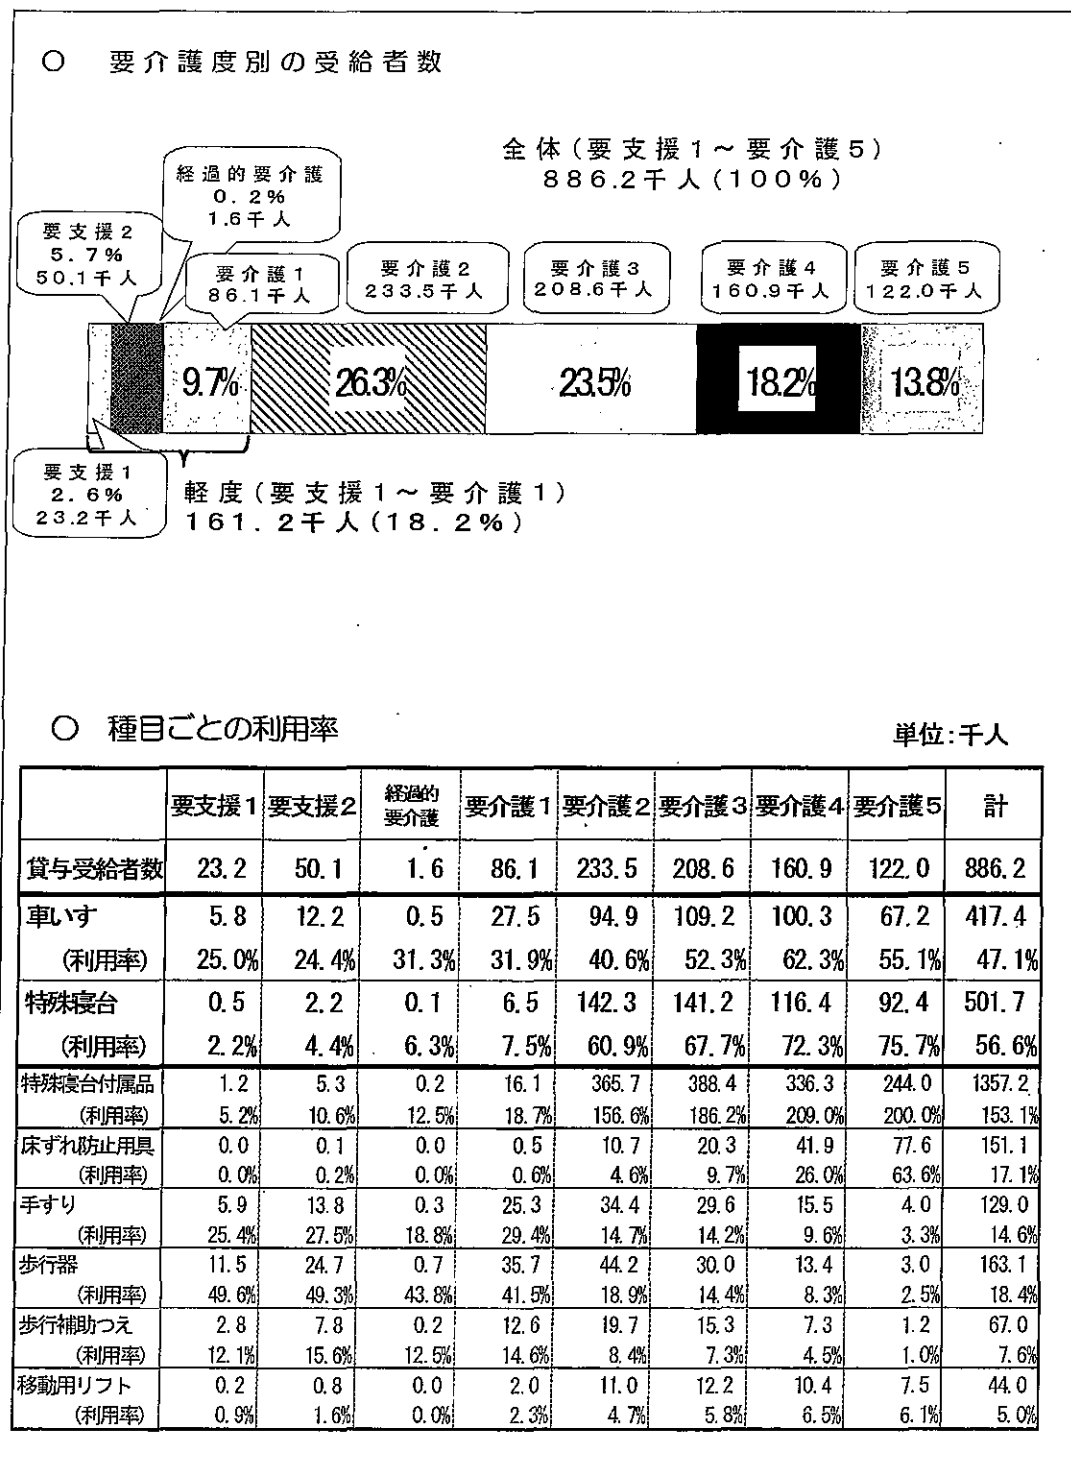 ○ 要介護度別の受給者数
全体(要支援1～要介護5)
886.2千人(100%)
経過的要介護
0.2%
1.6千人
要支援2
5.7%
50.1千人
要介護1
86.1千人
要介護2
233.5千人
要介護3
208.6千人
要介護4
160.9千人
要介護5
122.0千人
9.7% 26.3% 23.5% 18.2% 13.8%
要支援1
2.6%
23.2千人
軽度(要支援1～要介護1)
161.2千人(18.2%)
○ 種目ごとの利用率
単位:千人
要支援1 要支援2 経過的要介護 要介護1 要介護2 要介護3 要介護4 要介護5 計
貸与受給者数 23.2 50.1 1.6 86.1 233.5 208.6 160.9 122.0 886.2
車いす 5.8 12.2 0.5 27.5 94.9 109.2 100.3 67.2 417.4
(利用率) 25.0% 24.4% 31.3% 31.9% 40.6% 52.3% 62.3% 55.1% 47.1%
特殊寝台 0.5 2.2 0.1 6.5 142.3 141.2 116.4 92.4 501.7
(利用率) 2.2% 4.4% 6.3% 7.5% 60.9% 67.7% 72.3% 75.7% 56.6%
特殊寝台付属品 1.2 5.3 0.2 16.1 365.7 388.4 336.3 244.0 1357.2
(利用率) 5.2% 10.6% 12.5% 18.7% 156.6% 186.2% 209.0% 200.0% 153.1%
床ずれ防止用具 0.0 0.1 0.0 0.5 10.7 20.3 41.9 77.6 151.1
(利用率) 0.0% 0.2% 0.0% 0.6% 4.6% 9.7% 26.0% 63.6% 17.1%
手すり 5.9 13.8 0.3 25.3 34.4 29.6 15.5 4.0 129.0
(利用率) 25.4% 27.5% 18.8% 29.4% 14.7% 14.2% 9.6% 3.3% 14.6%
歩行器 11.5 24.7 0.7 35.7 44.2 30.0 13.4 3.0 163.1
(利用率) 49.6% 49.3% 43.8% 41.5% 18.9% 14.4% 8.3% 2.5% 18.4%
歩行補助つえ 2.8 7.8 0.2 12.6 19.7 15.3 7.3 1.2 67.0
(利用率) 12.1% 15.6% 12.5% 14.6% 8.4% 7.3% 4.5% 1.0% 7.6%
移動用リフト 0.2 0.8 0.0 2.0 11.0 12.2 10.4 7.5 44.0
(利用率) 0.9% 1.6% 0.0% 2.3% 4.7% 5.8% 6.5% 6.1% 5.0%